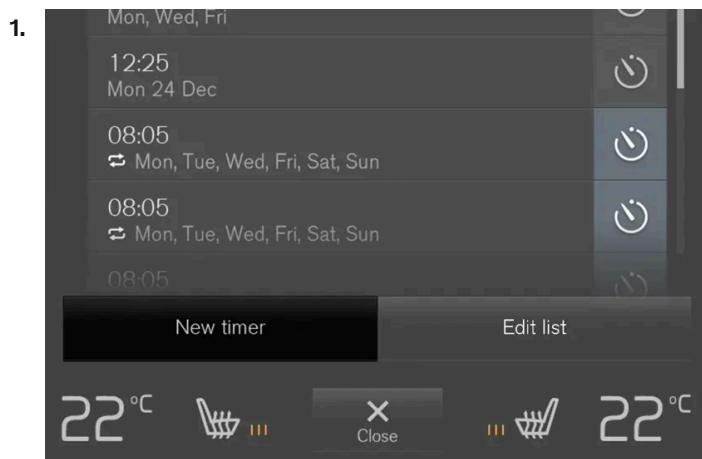 1.
Mon, Wed, Fri
12:25
Mon 24 Dec
08:05
Mon, Tue, Wed, Fri, Sat, Sun
08:05
Mon, Tue, Wed, Fri, Sat, Sun
08:05
New timer
Edit list
22°C
Close
22°C